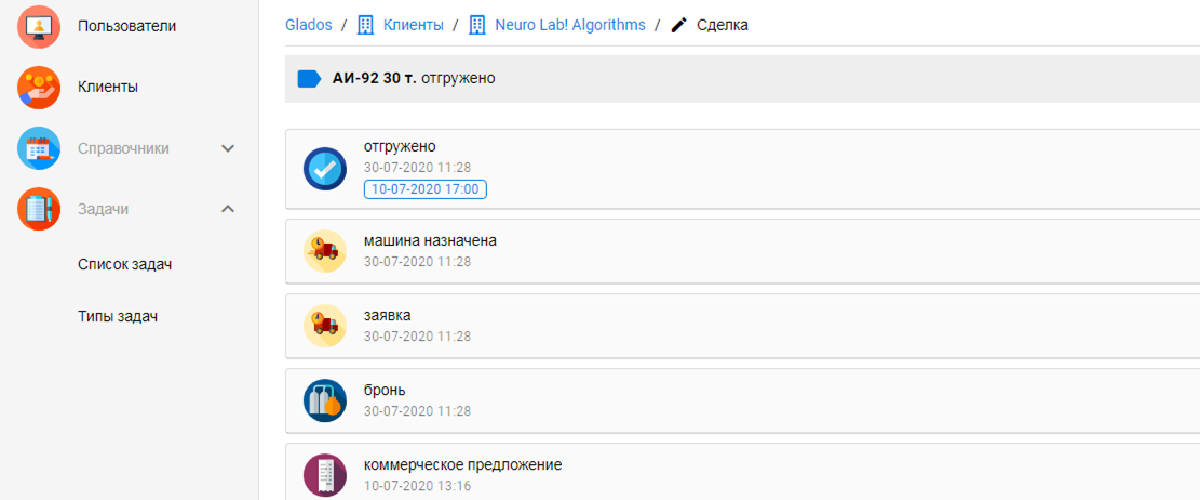 Пользователи
Клиенты
Справочники
Задачи
Список задач
Типы задач
Glados / Клиенты / Neuro Lab! Algorithms / Сделка
АИ-92 30 т. отгружено
отгружено
30-07-2020 11:28
10-07-2020 17:00
машина назначена
30-07-2020 11:28
заявка
30-07-2020 11:28
бронь
30-07-2020 11:28
коммерческое предложение
10-07-2020 13:16